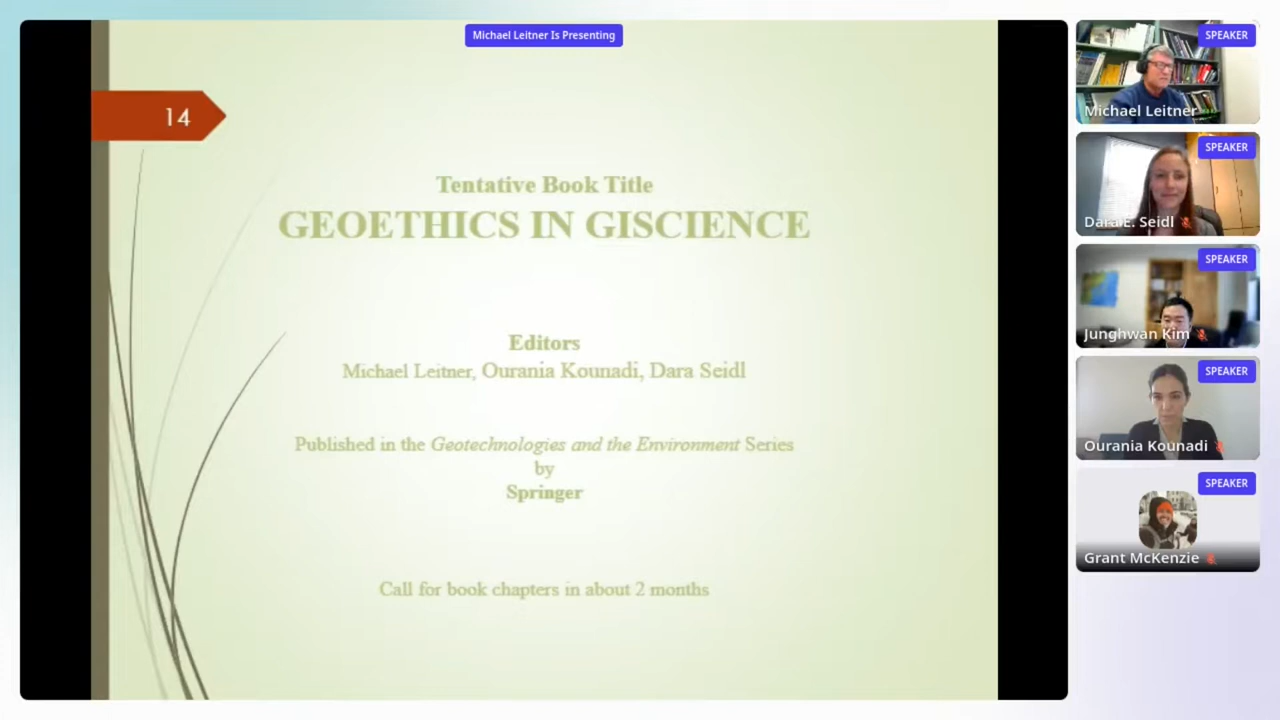 Michael Leitner Is Presenting
14
Tentative Book Title
GEOETHICS IN GISCIENCE
Editors
Michael Leitner, Ourania Kounadi, Dara Seidl
Published in the Geotechnologies and the Environment Series
by
Springer
Call for book chapters in about 2 months
SPEAKER
Michael Leitner
SPEAKER
Dara E. Seidl
SPEAKER
Junghwan Kim
SPEAKER
Ourania Kounadi
SPEAKER
Grant McKenzie